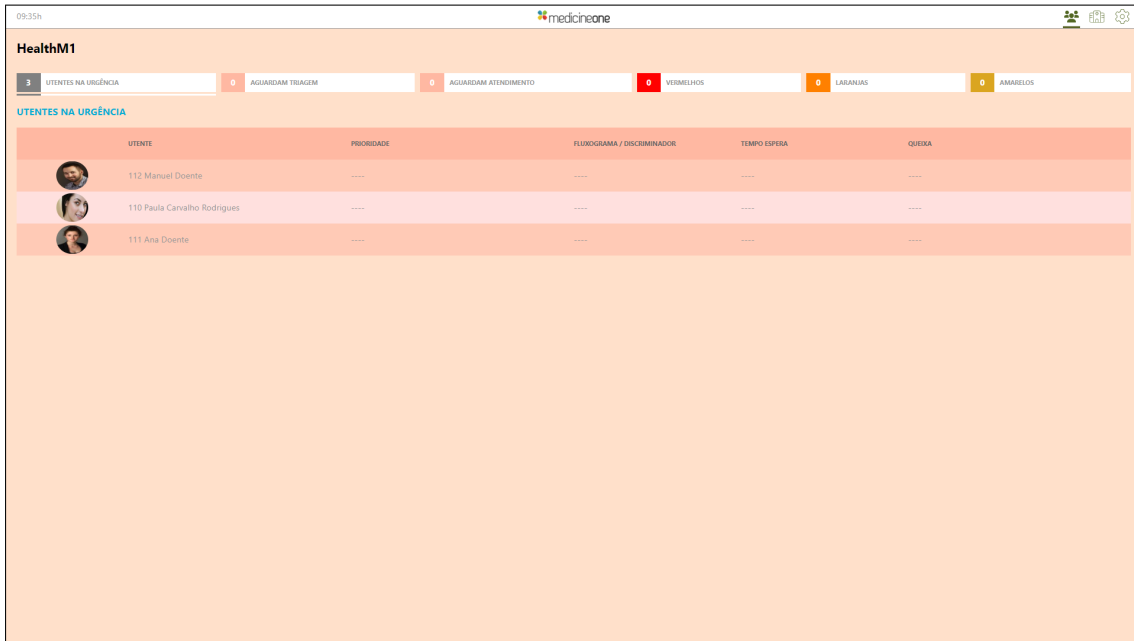 09:35h
medicineone
HealthM1
3 UTENTES NA URGÊNCIA 0 AGUARDAM TRIAGEM 0 AGUARDAM ATENDIMENTO 0 VERMELHOS 0 LARANJAS 0 AMARELOS
UTENTES NA URGÊNCIA
UTENTE PRIORIDADE FLUXOGRAMA / DISCRIMINADOR TEMPO ESPERA QUEIXA
112 Manuel Doente ---- ---- ---- ----
110 Paula Carvalho Rodrigues ---- ---- ---- ----
111 Ana Doente ---- ---- ---- ----